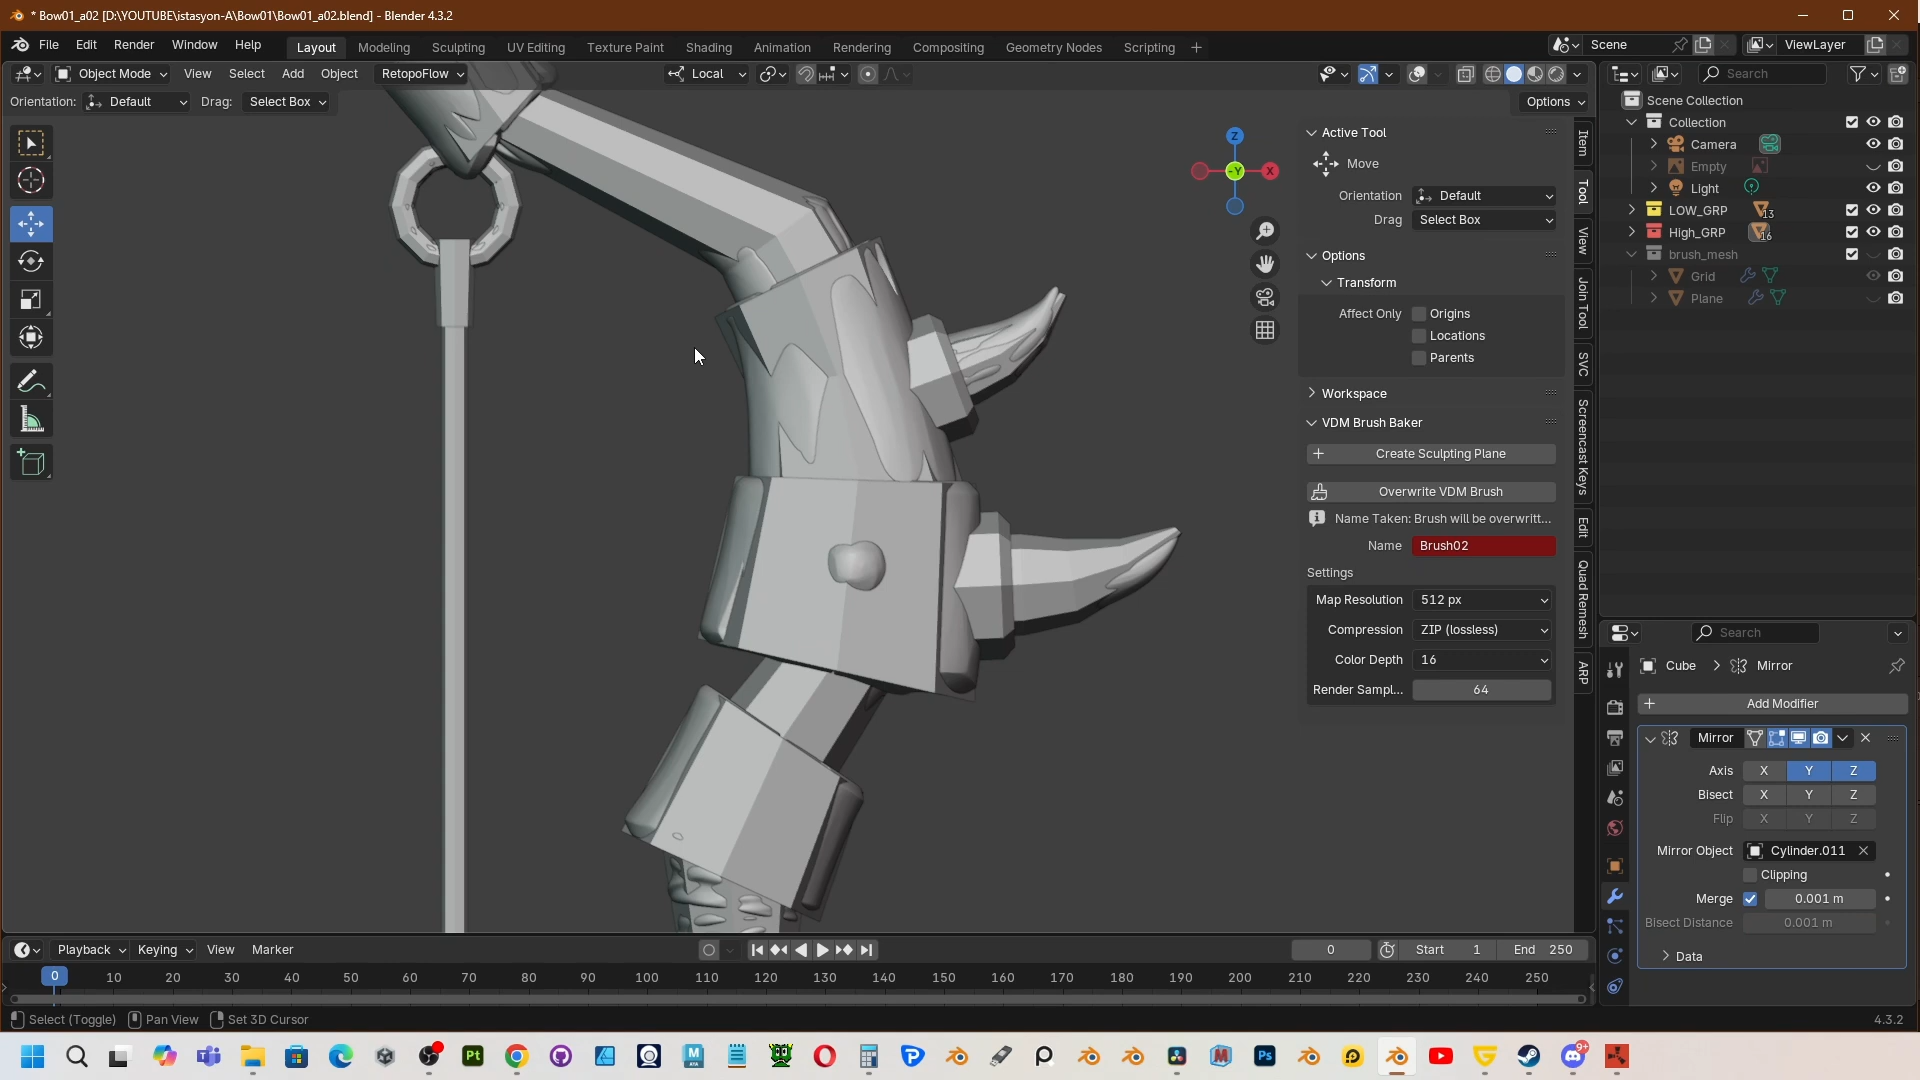 * Bow01_a02 [D:\YOUTUBE\istasyon-A\Bow01\Bow01_a02.blend] - Blender 4.3.2
File Edit Render Window Help Layout Modeling Sculpting UV Editing Texture Paint Shading Animation Rendering Compositing Geometry Nodes Scripting + Scene ViewLayer
Object Mode View Select Add Object RetopoFlow Local Search
Orientation: Default Drag: Select Box Options
Scene Collection
Collection
Camera
Empty
Light
LOW_GRP 13
High_GRP 16
brush_mesh
Grid
Plane
Z
-Y
X
Active Tool
Move
Orientation Default
Drag Select Box
Options
Transform
Affect Only Origins
Locations
Parents
Workspace
VDM Brush Baker
Create Sculpting Plane
Overwrite VDM Brush
Name Taken: Brush will be overwritt...
Name Brush02
Settings
Map Resolution 512 px
Compression ZIP (lossless)
Color Depth 16
Render Sampl... 64
Item
Tool
View
Join Tool
SVC
Screencast Keys
Edit
Quad Remesh
ARP
Search
Cube Mirror
Add Modifier
Mirror
Axis X Y Z
Bisect X Y Z
Flip X Y Z
Mirror Object Cylinder.011
Clipping
Merge 0.001 m
Bisect Distance 0.001 m
Data
Playback Keying View Marker 0 Start 1 End 250
0 10 20 30 40 50 60 70 80 90 100 110 120 130 140 150 160 170 180 190 200 210 220 230 240 250
Select (Toggle) Pan View Set 3D Cursor 4.3.2
Pt
M
Ps
9+